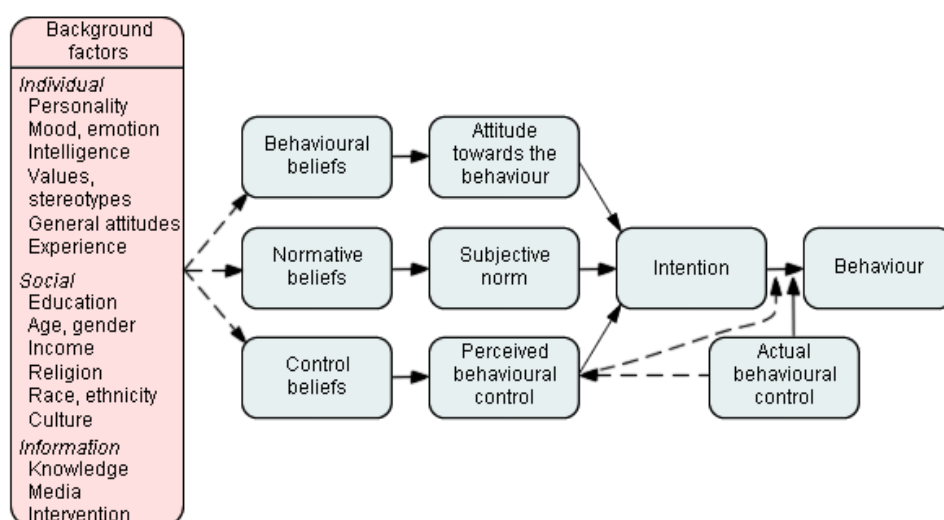 Background
factors
Individual
Personality
Mood, emotion
Intelligence
Values,
stereotypes
General attitudes
Experience
Social
Education
Age, gender
Income
Religion
Race, ethnicity
Culture
Information
Knowledge
Media
Intervention
Behavioural
beliefs
Attitude
towards the
behaviour
Normative
beliefs
Subjective
norm
Intention
Behaviour
Control
beliefs
Perceived
behavioural
control
Actual
behavioural
control